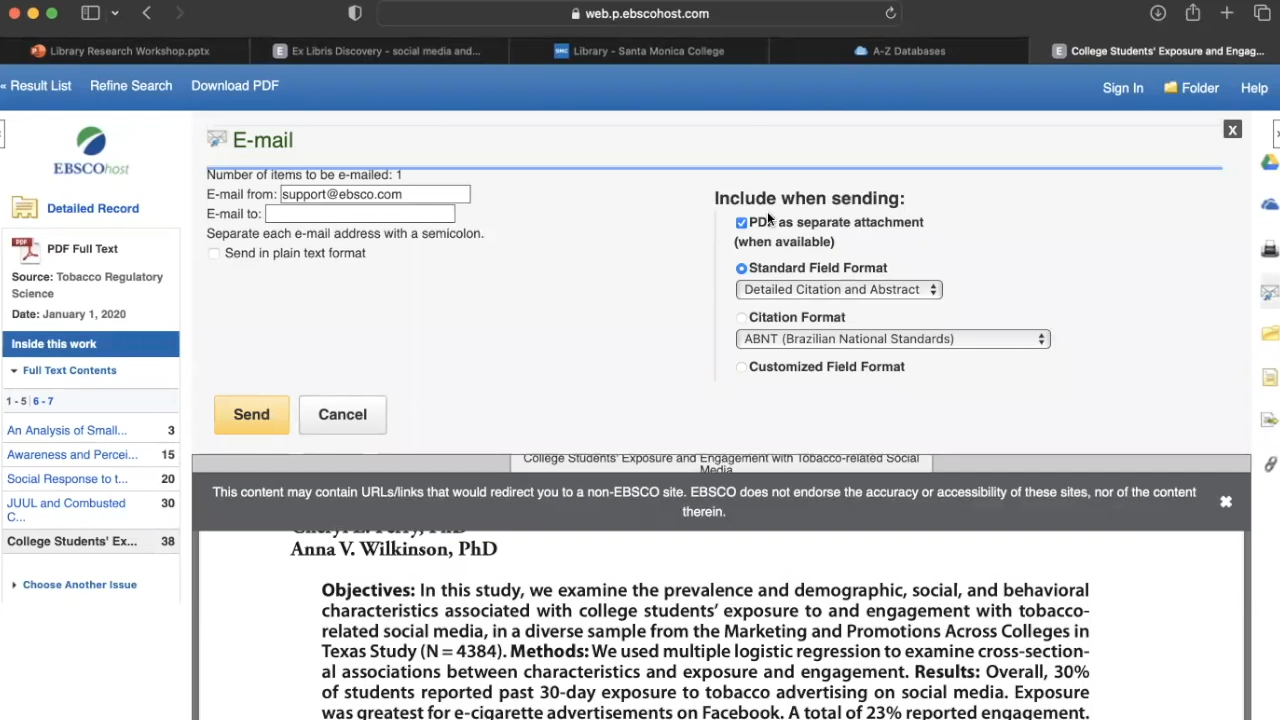 web.p.ebscohost.com
Library Research Workshop.pptx
Ex Libris Discovery - social media and...
Library - Santa Monica College
A-Z Databases
College Students' Exposure and Engag...
« Result List Refine Search Download PDF
Sign In Folder Help
EBSCOhost
Detailed Record
PDF Full Text
Source: Tobacco Regulatory
Science
Date: January 1, 2020
Inside this work
Full Text Contents
1 - 5 | 6 - 7
An Analysis of Small... 3
Awareness and Percei... 15
Social Response to t... 20
JUUL and Combusted 30
C...
College Students' Ex... 38
Choose Another Issue
E-mail
X
Number of items to be e-mailed: 1
E-mail from: support@ebsco.com
E-mail to:
Separate each e-mail address with a semicolon.
Send in plain text format
Include when sending:
PDF as separate attachment
(when available)
Standard Field Format
Detailed Citation and Abstract
Citation Format
ABNT (Brazilian National Standards)
Customized Field Format
Send Cancel
College Students' Exposure and Engagement with Tobacco-related Social
Media
This content may contain URLs/links that would redirect you to a non-EBSCO site. EBSCO does not endorse the accuracy or accessibility of these sites, nor of the content
therein.
Cheryl L. Perry, PhD
Anna V. Wilkinson, PhD
Objectives: In this study, we examine the prevalence and demographic, social, and behavioral
characteristics associated with college students' exposure to and engagement with tobacco-
related social media, in a diverse sample from the Marketing and Promotions Across Colleges in
Texas Study (N = 4384). Methods: We used multiple logistic regression to examine cross-section-
al associations between characteristics and exposure and engagement. Results: Overall, 30%
of students reported past 30-day exposure to tobacco advertising on social media. Exposure
was greatest for e-cigarette advertisements on Facebook. A total of 23% reported engagement.